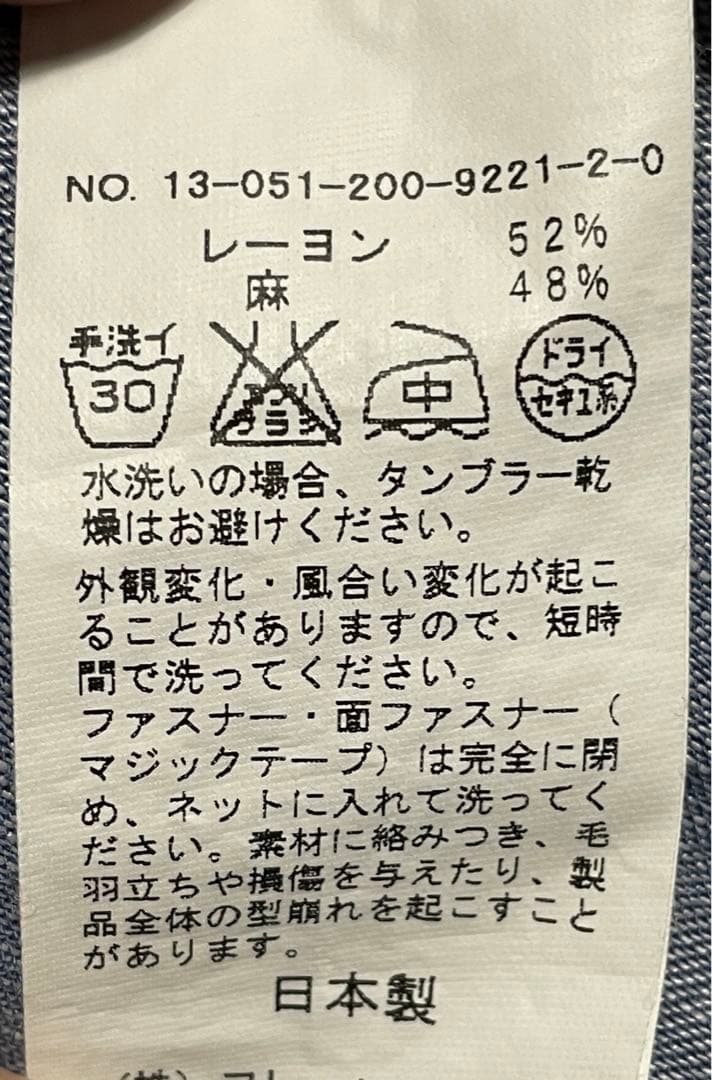 NO. 13-051-200-9221-2-0
レーヨン 52%
麻 48%
手洗イ
30
エンソ
サラシ
中
ドライ
セキユ系
水洗いの場合、タンブラー乾
燥はお避けください。
外観変化・風合い変化が起こ
ることがありますので、短時
間で洗ってください。
ファスナー・面ファスナー（
マジックテープ）は完全に閉
め、ネットに入れて洗ってく
ださい。素材に絡みつき、毛
羽立ちや損傷を与えたり、製
品全体の型崩れを起こすこと
があります。
日本製
（株）